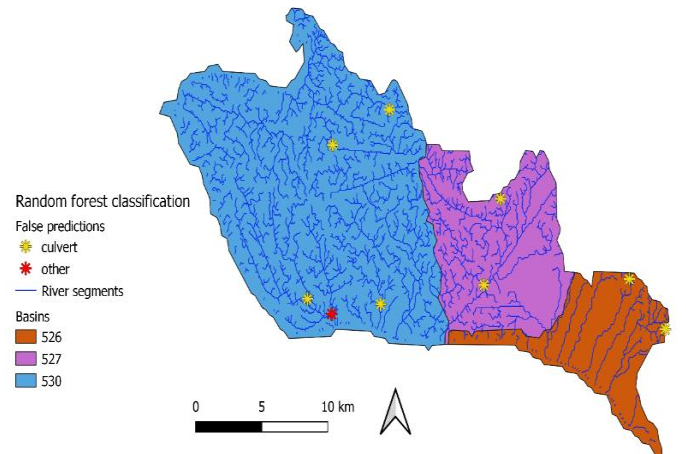 Random forest classification
False predictions
culvert
other
River segments
Basins
526
527
530
0 5 10 km